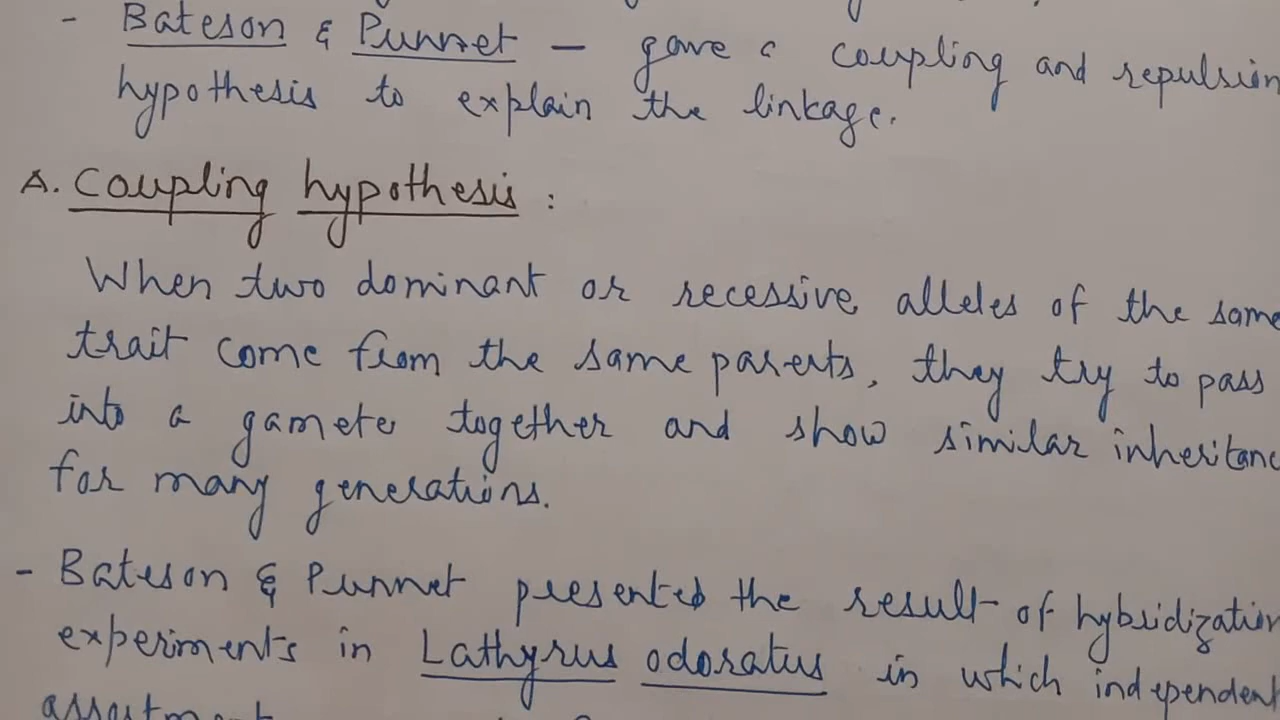 - Bateson & Punnet – gave a coupling and repulsion
hypothesis to explain the linkage.
A. Coupling hypothesis :
When two dominant or recessive alleles of the same
trait come from the same parents, they try to pass
into a gamete together and show similar inheritanc
for many generations.
- Bateson & Punnet presented the result of hybridization
experiments in Lathyrus odoratus in which independent
assortment